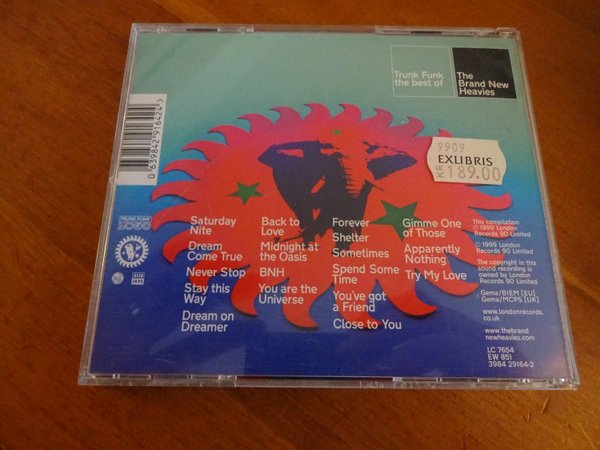 Trunk Funk
the best of
The
Brand New
Heavies
9909
EXLIBRIS
KR 189.00
0 639842 916424 >
Saturday
Nite
Dream
Come True
Never Stop
Stay this
Way
Dream on
Dreamer
Back to
Love
Midnight at
the Oasis
BNH
You are the
Universe
Forever
Shelter
Sometimes
Spend Some
Time
You've got
a Friend
Close to You
Gimme One
of Those
Apparently
Nothing
Try My Love
This compilation
℗ 1999 London
Records 90 Limited
© 1999 London
Records 90 Limited
The copyright in this
sound recording is
owned by London
Records 90 Limited
Gema/BIEM [EU]
Gema/MCPS [UK]
www.londonrecords.
co.uk
www.thebrand
newheavies.com
LC 7654
EW 851
3984 29164-2
TRUNK FUNK